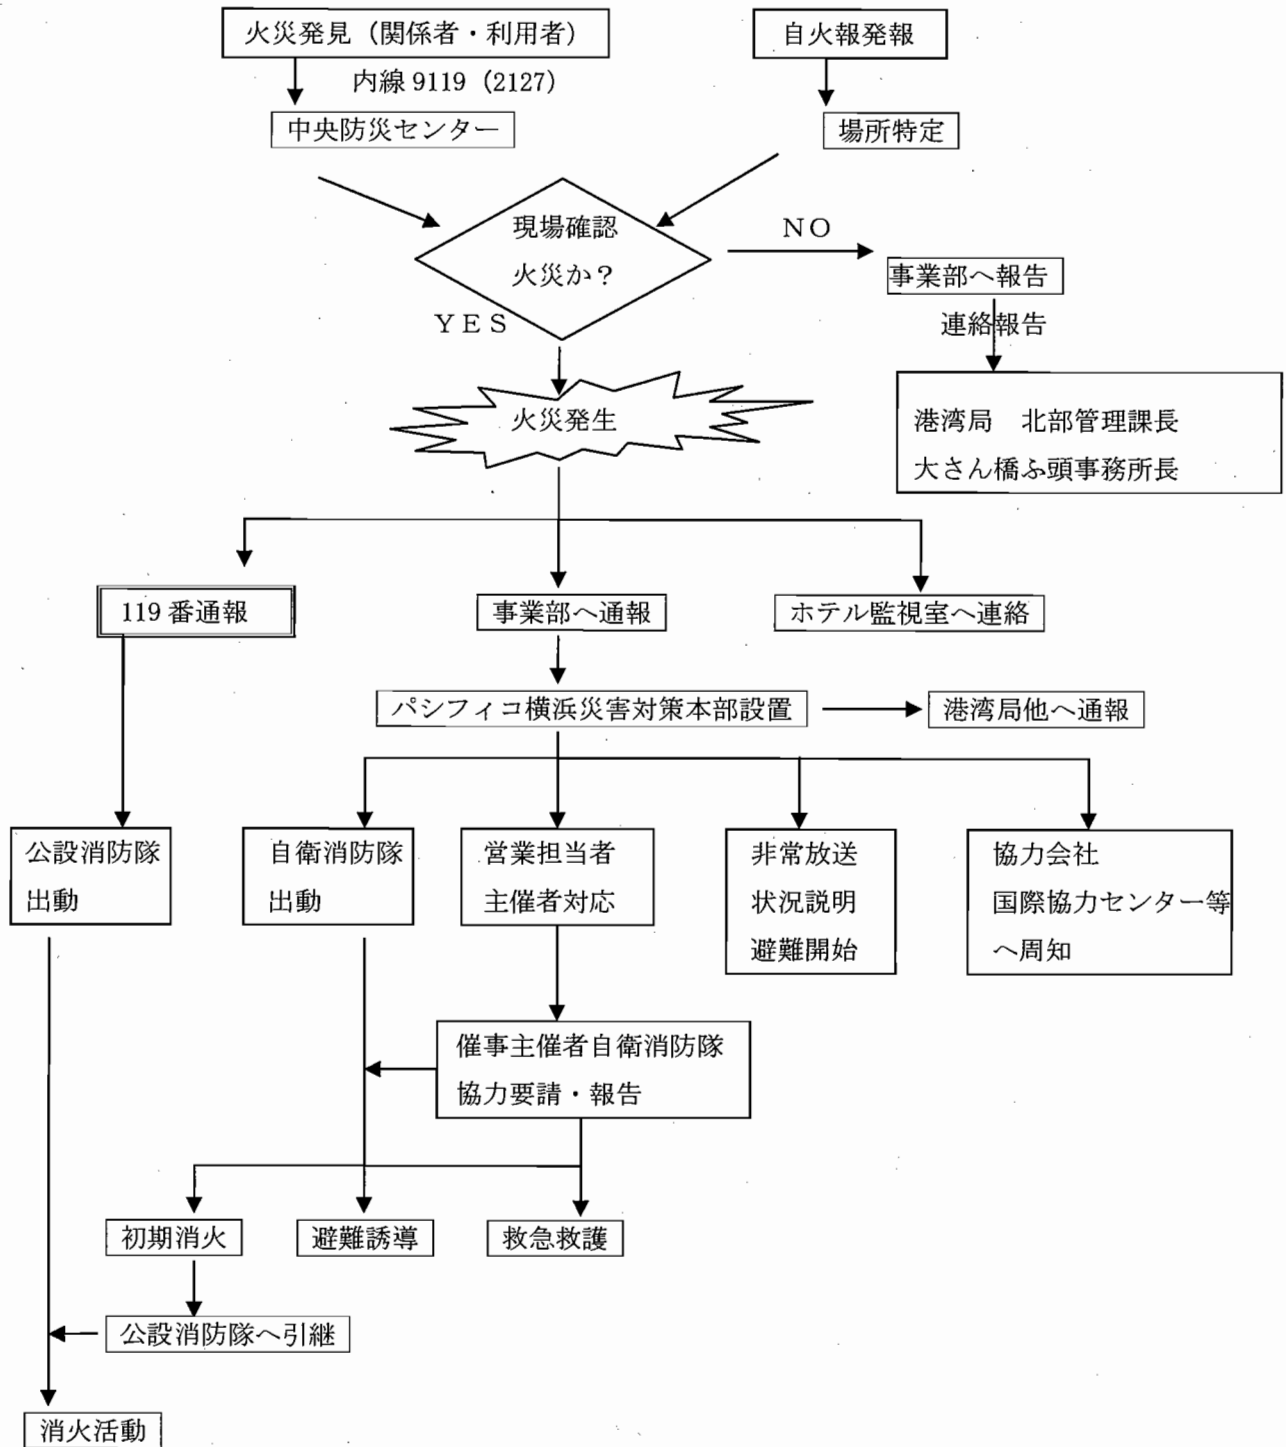 火災発見（関係者・利用者）
自火報発報
内線 9119（2127）
中央防災センター
場所特定
現場確認
火災か？
NO
YES
事業部へ報告
連絡報告
港湾局　北部管理課長
大さん橋ふ頭事務所長
火災発生
119番通報
事業部へ通報
ホテル監視室へ連絡
パシフィコ横浜災害対策本部設置
港湾局他へ通報
公設消防隊
出動
自衛消防隊
出動
営業担当者
主催者対応
非常放送
状況説明
避難開始
協力会社
国際協力センター等
へ周知
催事主催者自衛消防隊
協力要請・報告
初期消火
避難誘導
救急救護
公設消防隊へ引継
消火活動